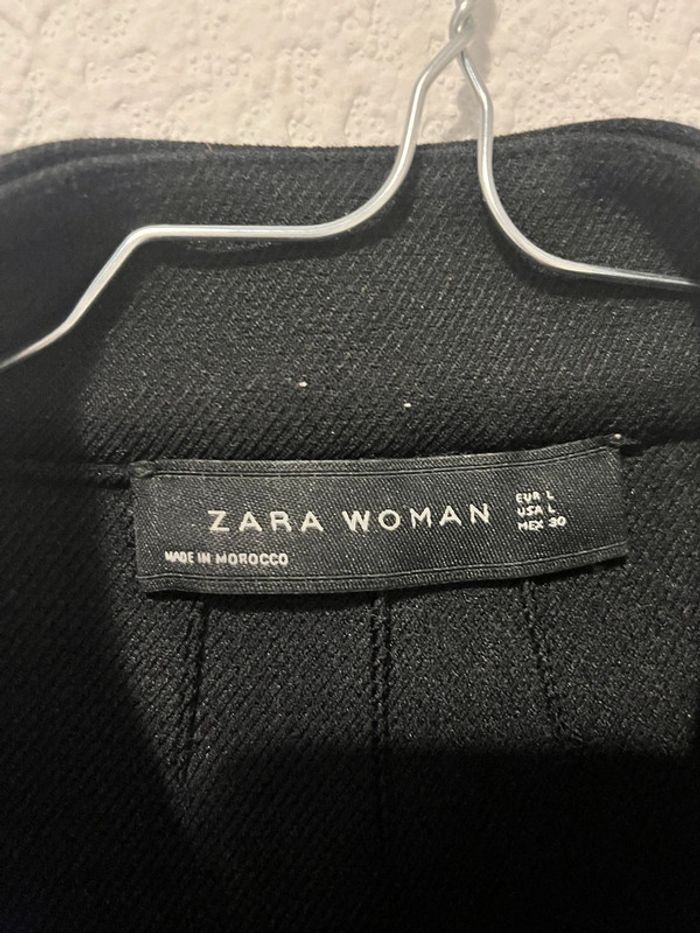 ZARA WOMAN
EUR L
USA L
MEX 30
MADE IN MOROCCO